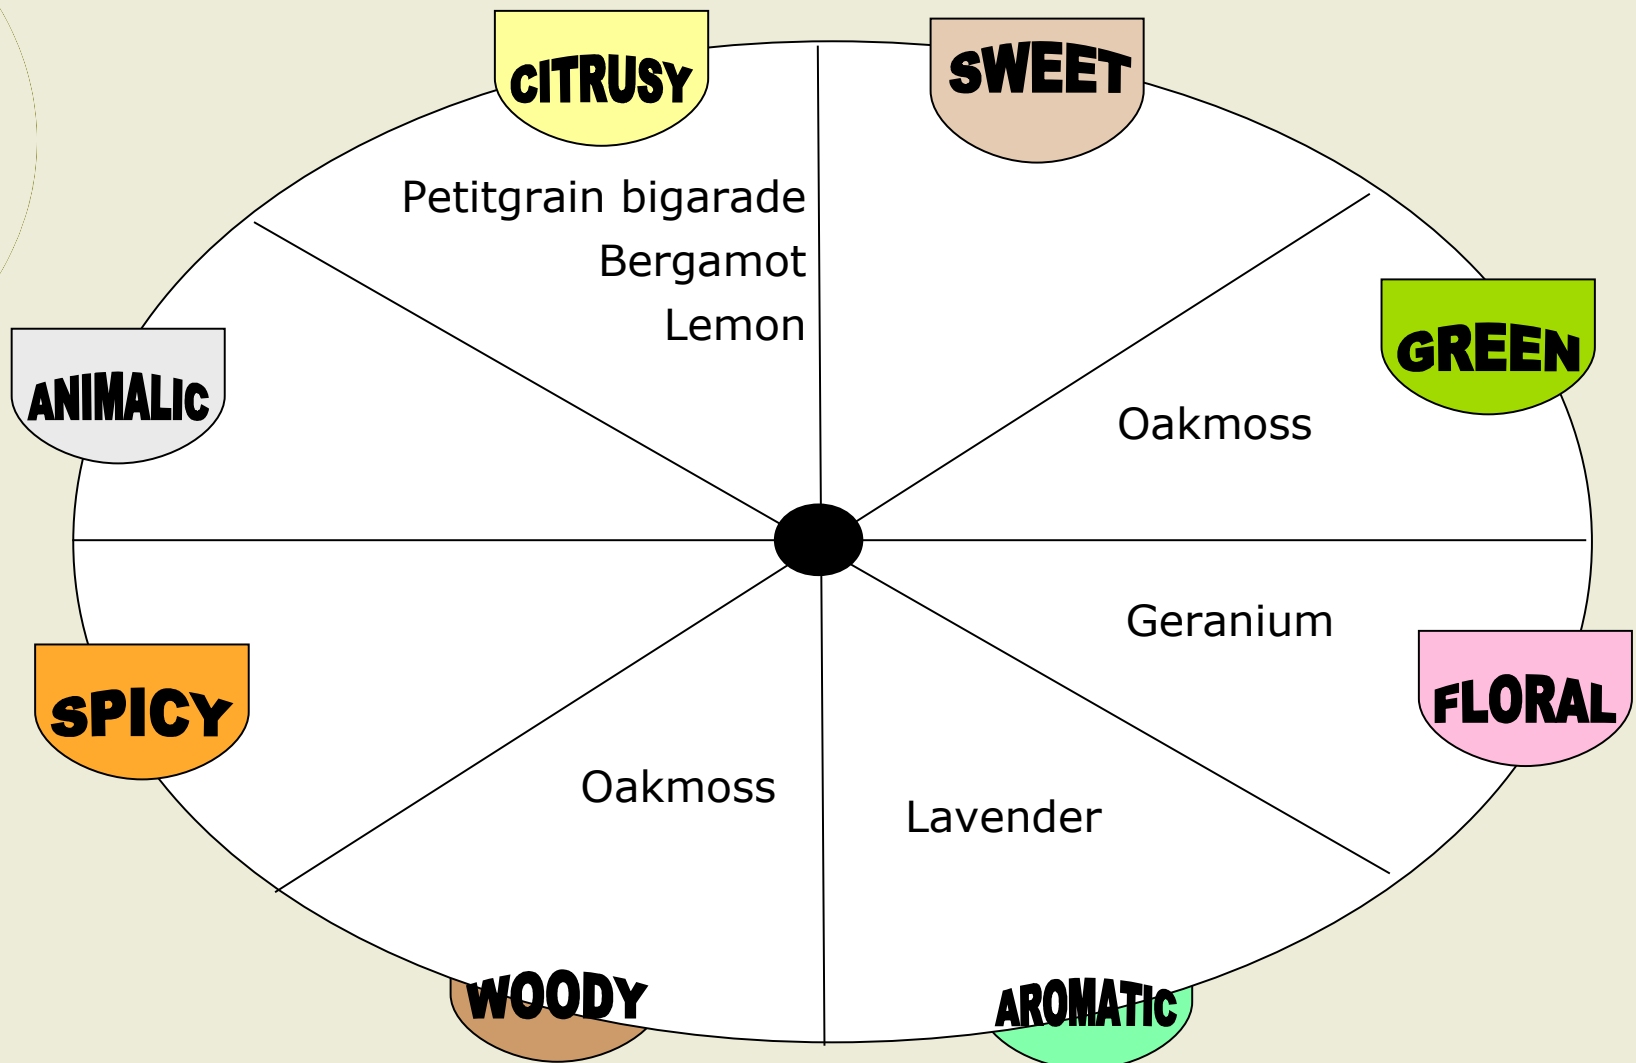 CITRUSY
SWEET
Petitgrain bigarade
Bergamot
Lemon
GREEN
ANIMALIC
Oakmoss
Geranium
FLORAL
SPICY
Oakmoss
Lavender
WOODY
AROMATIC